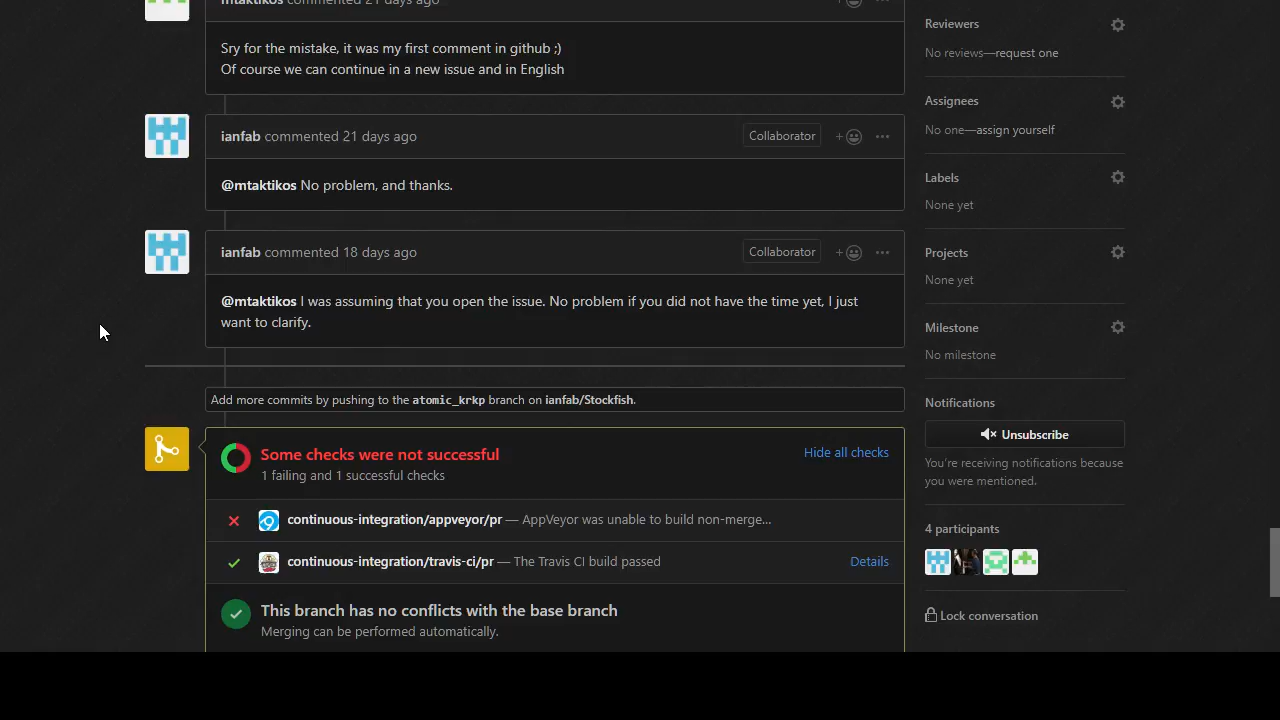 mtaktikos commented 21 days ago
Sry for the mistake, it was my first comment in github ;)
Of course we can continue in a new issue and in English
ianfab commented 21 days ago
Collaborator
@mtaktikos No problem, and thanks.
ianfab commented 18 days ago
Collaborator
@mtaktikos I was assuming that you open the issue. No problem if you did not have the time yet, I just
want to clarify.
Add more commits by pushing to the atomic_krkp branch on ianfab/Stockfish.
Some checks were not successful
Hide all checks
1 failing and 1 successful checks
continuous-integration/appveyor/pr — AppVeyor was unable to build non-merge...
continuous-integration/travis-ci/pr — The Travis CI build passed
Details
This branch has no conflicts with the base branch
Merging can be performed automatically.
Reviewers
No reviews—request one
Assignees
No one—assign yourself
Labels
None yet
Projects
None yet
Milestone
No milestone
Notifications
Unsubscribe
You're receiving notifications because
you were mentioned.
4 participants
Lock conversation